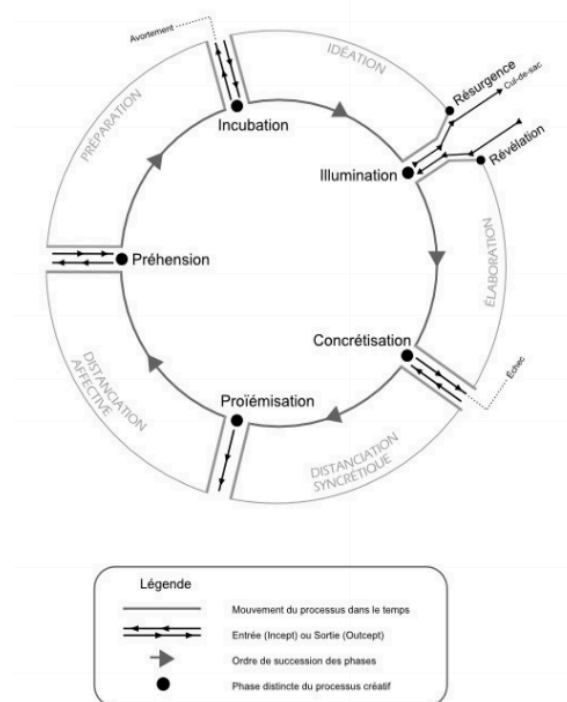 Avortement
IDÉATION
Résurgence
Cul-de-sac
PRÉPARATION
Incubation
Illumination
Révélation
Préhension
ÉLABORATION
Concrétisation
Échec
DISTANCIATION
AFFECTIVE
Proïémisation
DISTANCIATION
SYNCRÉTIQUE
Légende
Mouvement du processus dans le temps
Entrée (Incept) ou Sortie (Outcept)
Ordre de succession des phases
Phase distincte du processus créatif